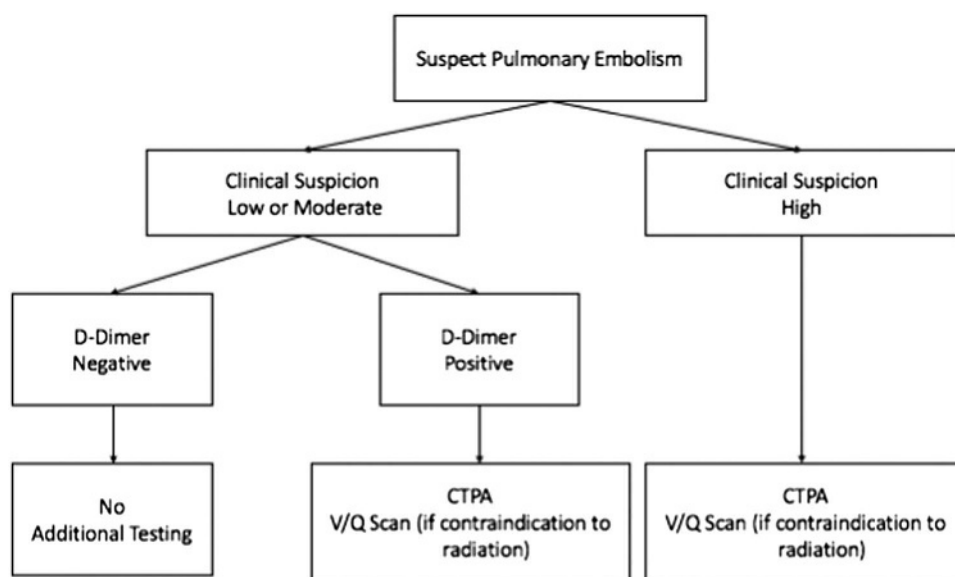 Suspect Pulmonary Embolism
Clinical Suspicion
Low or Moderate
Clinical Suspicion
High
D-Dimer
Negative
D-Dimer
Positive
No
Additional Testing
CTPA
V/Q Scan (if contraindication to
radiation)
CTPA
V/Q Scan (if contraindication to
radiation)